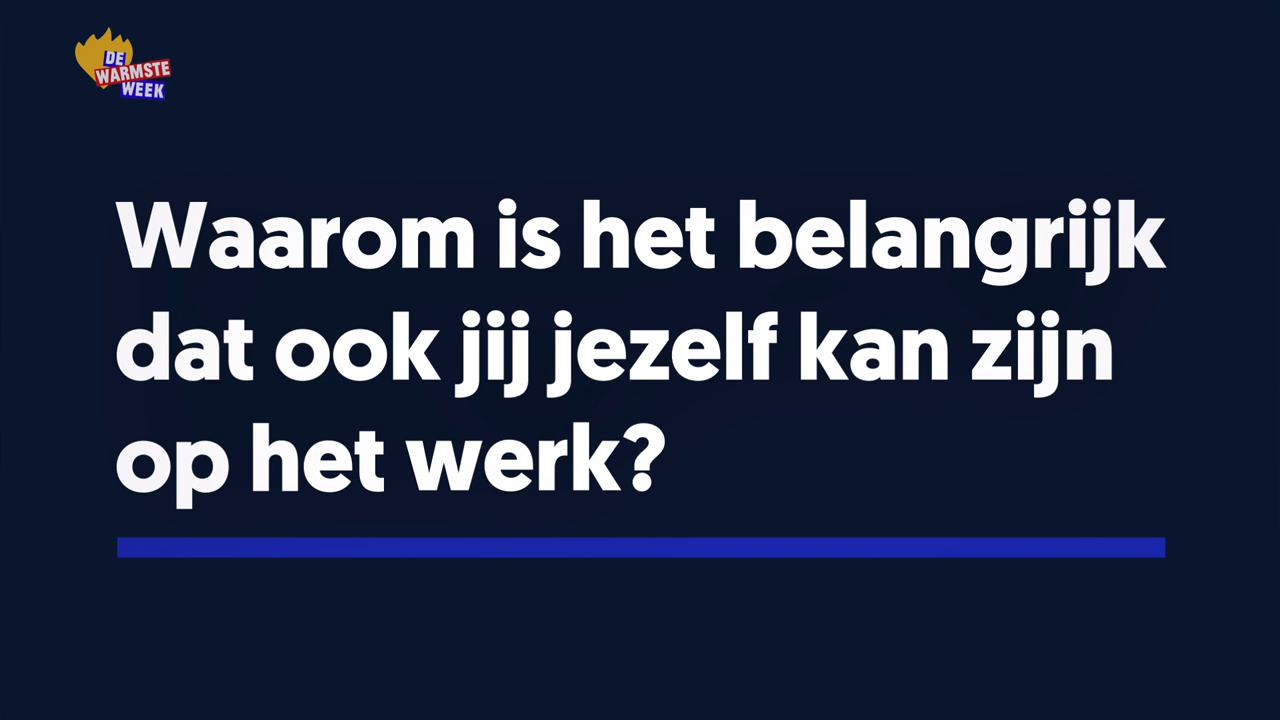 DE
WARMSTE
WEEK
Waarom is het belangrijk
dat ook jij jezelf kan zijn
op het werk?